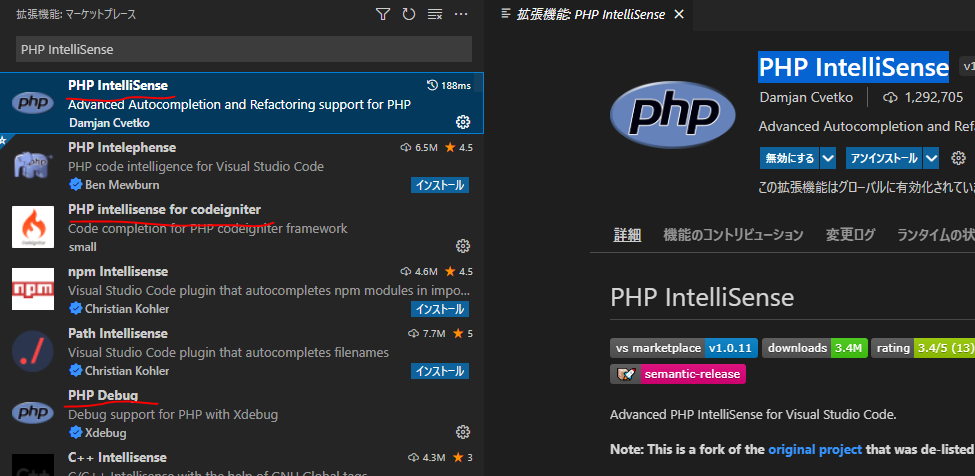 拡張機能: マーケットプレース
PHP IntelliSense
PHP IntelliSense
188ms
Advanced Autocompletion and Refactoring support for PHP
Damjan Cvetko
PHP Intelephense
6.5M 4.5
PHP code intelligence for Visual Studio Code
Ben Mewburn
インストール
PHP intellisense for codeigniter
Code completion for PHP codeigniter framework
small
npm Intellisense
4.6M 4.5
Visual Studio Code plugin that autocompletes npm modules in impo...
Christian Kohler
インストール
Path Intellisense
7.7M 5
Visual Studio Code plugin that autocompletes filenames
Christian Kohler
インストール
PHP Debug
Debug support for PHP with Xdebug
Xdebug
C++ Intellisense
4.3M 3
C/C++ Intellisense with the help of GNU Global tags
拡張機能: PHP IntelliSense
php
PHP IntelliSense
v1
Damjan Cvetko
1,292,705
Advanced Autocompletion and Refa
無効にする
アンインストール
この拡張機能はグローバルに有効化されてい
詳細 機能のコントリビューション 変更ログ ランタイムの状
PHP IntelliSense
vs marketplace v1.0.11 downloads 3.4M rating 3.4/5 (13)
semantic-release
Advanced PHP IntelliSense for Visual Studio Code.
Note: This is a fork of the original project that was de-listed